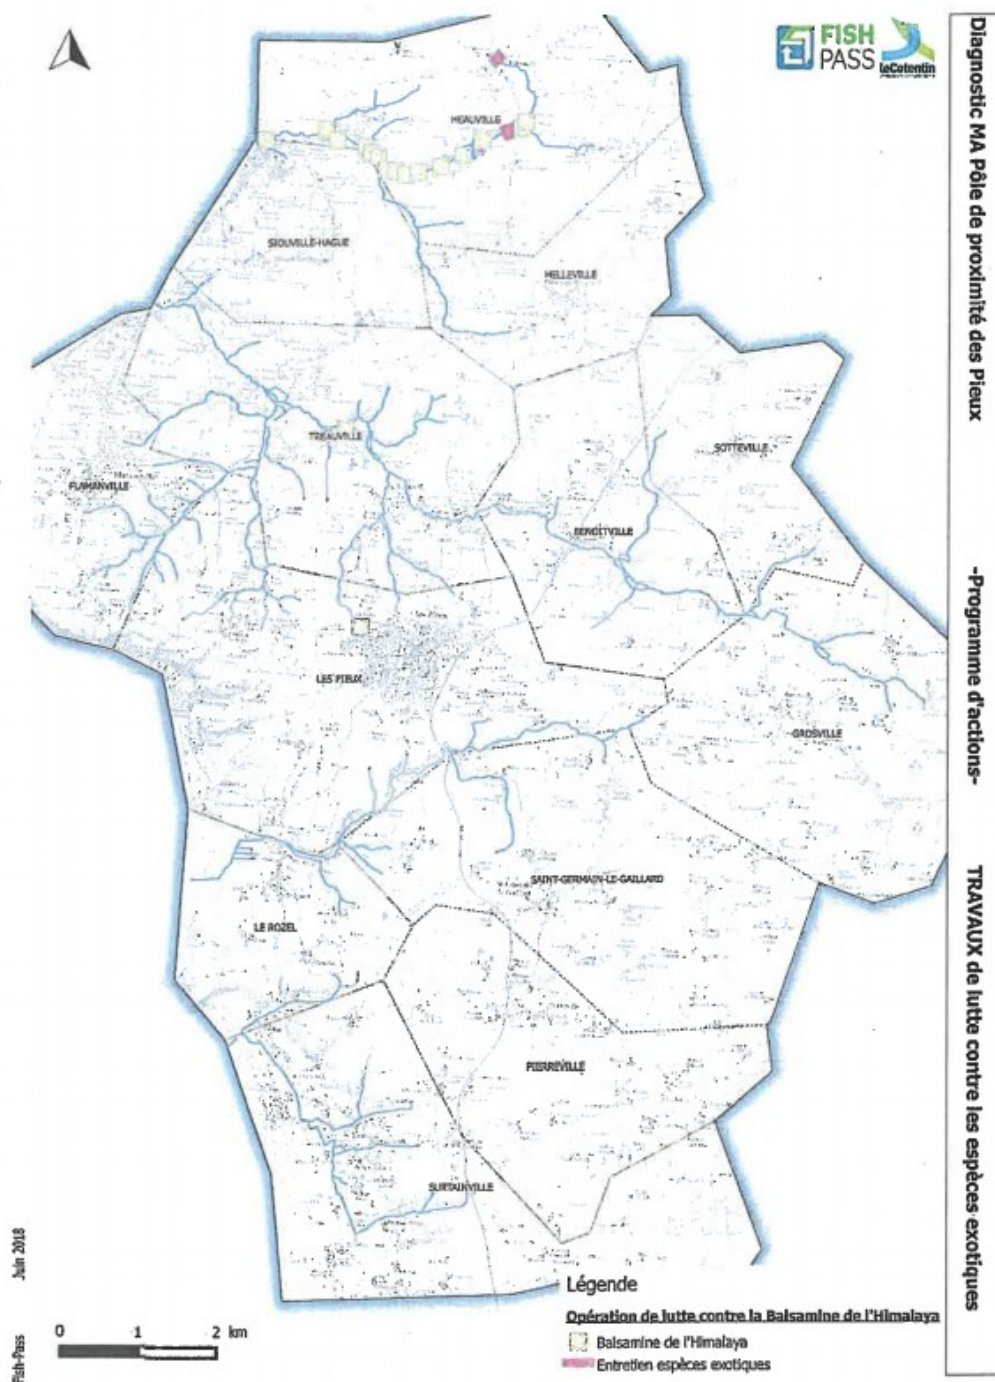 FISH
PASS
leCotentin
Diagnostic MA Pôle de proximité des Pieux
-Programme d'actions-
TRAVAUX de lutte contre les espèces exotiques
HEAUVILLE
SIOUVILLE-HAGUE
HELLEVILLE
TREAUVILLE
SOTTEVILLE
FLAMANVILLE
BENOITVILLE
LES PIEUX
GROSVILLE
SAINT-GERMAIN-LE-GAILLARD
LE ROZEL
PIERREVILLE
SURTAINVILLE
Légende
Opération de lutte contre la Balsamine de l'Himalaya
Balsamine de l'Himalaya
Entretien espèces exotiques
0 1 2 km
Fish-Pass Juin 2018